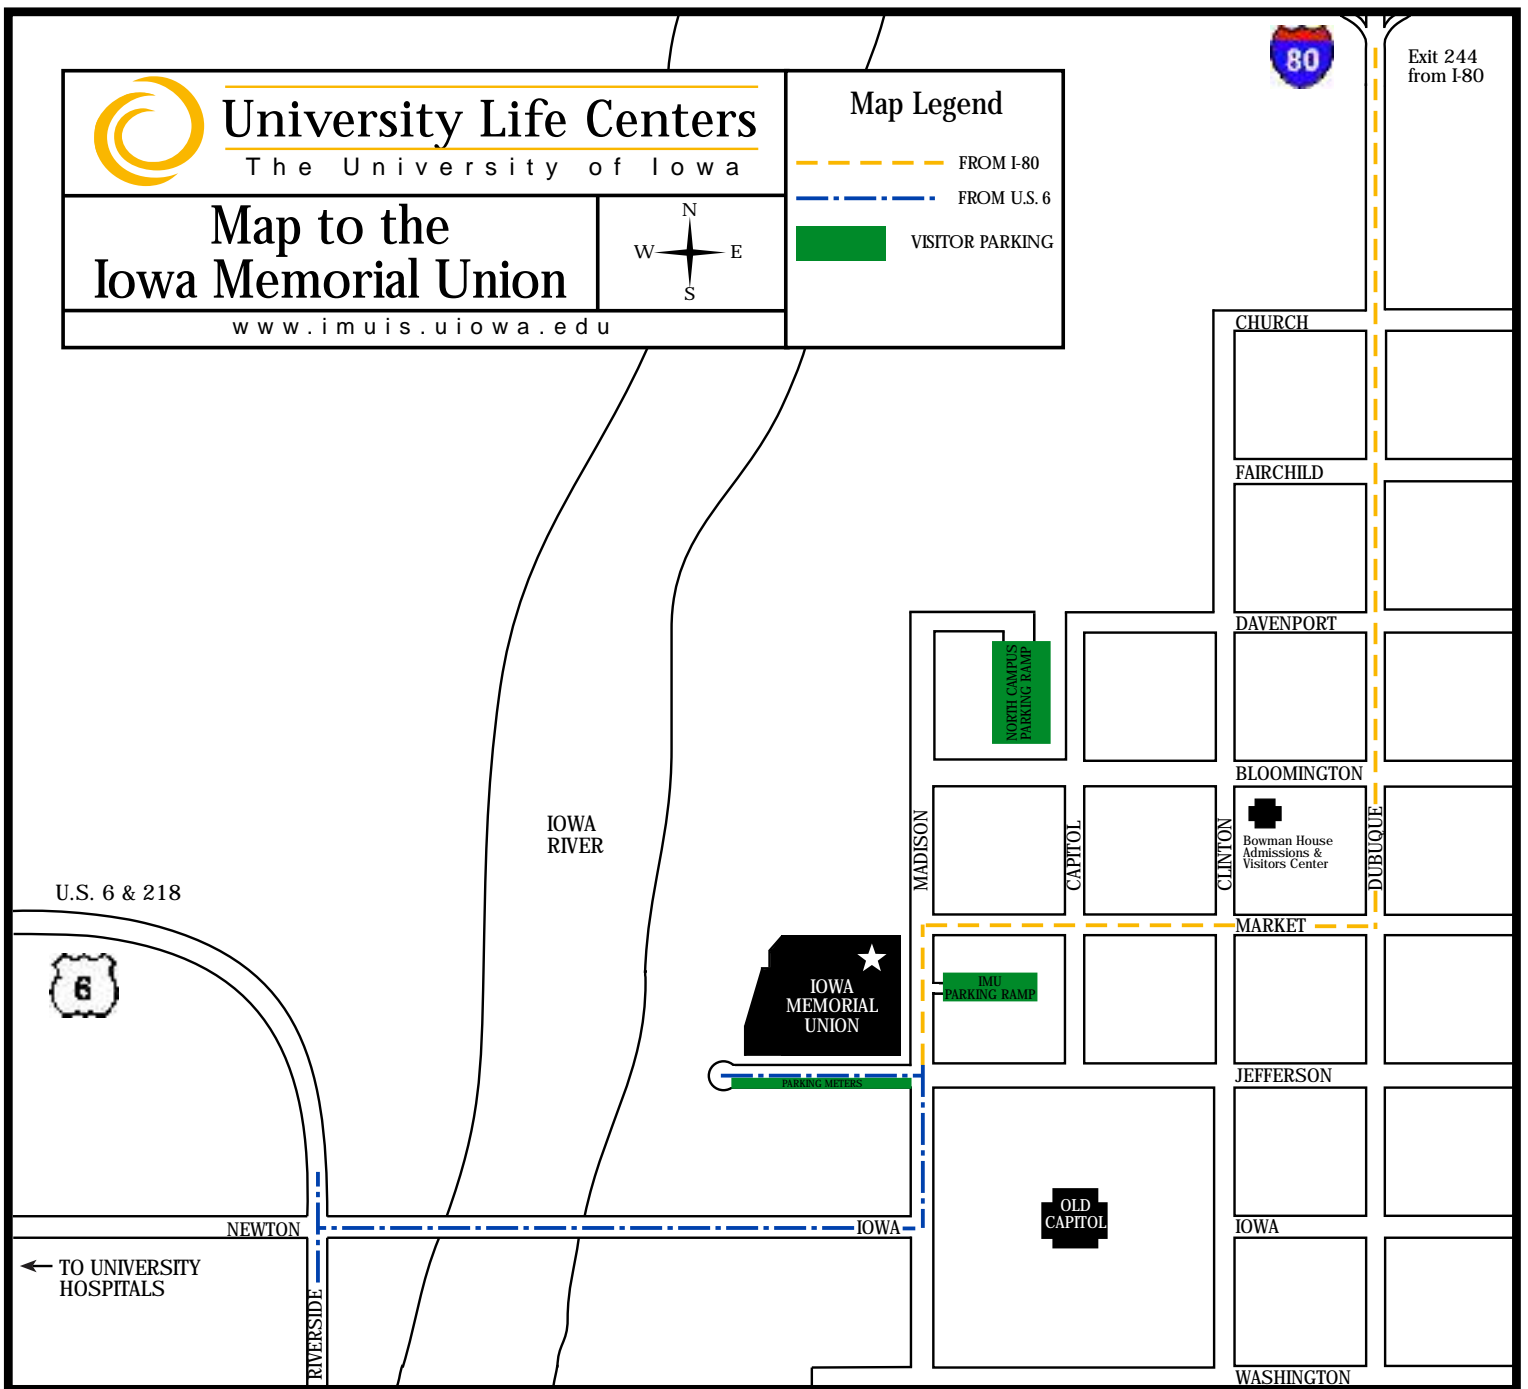 80
Exit 244
from I-80
University Life Centers
The University of Iowa
Map to the
Iowa Memorial Union
N
W
E
S
www.imuis.uiowa.edu
Map Legend
FROM I-80
FROM U.S. 6
VISITOR PARKING
CHURCH
FAIRCHILD
DAVENPORT
NORTH CAMPUS
PARKING RAMP
BLOOMINGTON
IOWA
RIVER
MADISON
CAPITOL
CLINTON
DUBUQUE
Bowman House
Admissions &
Visitors Center
U.S. 6 & 218
6
MARKET
IOWA
MEMORIAL
UNION
IMU
PARKING RAMP
PARKING METERS
JEFFERSON
OLD
CAPITOL
NEWTON
IOWA
IOWA
TO UNIVERSITY
HOSPITALS
RIVERSIDE
WASHINGTON